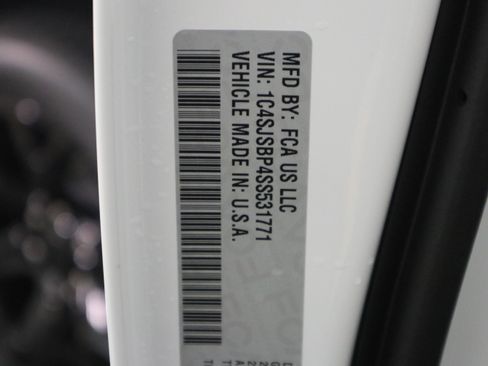 MFD BY: FCA US LLC
VIN: 1C4SJSBP4SS531771
VEHICLE MADE IN: U.S.A.